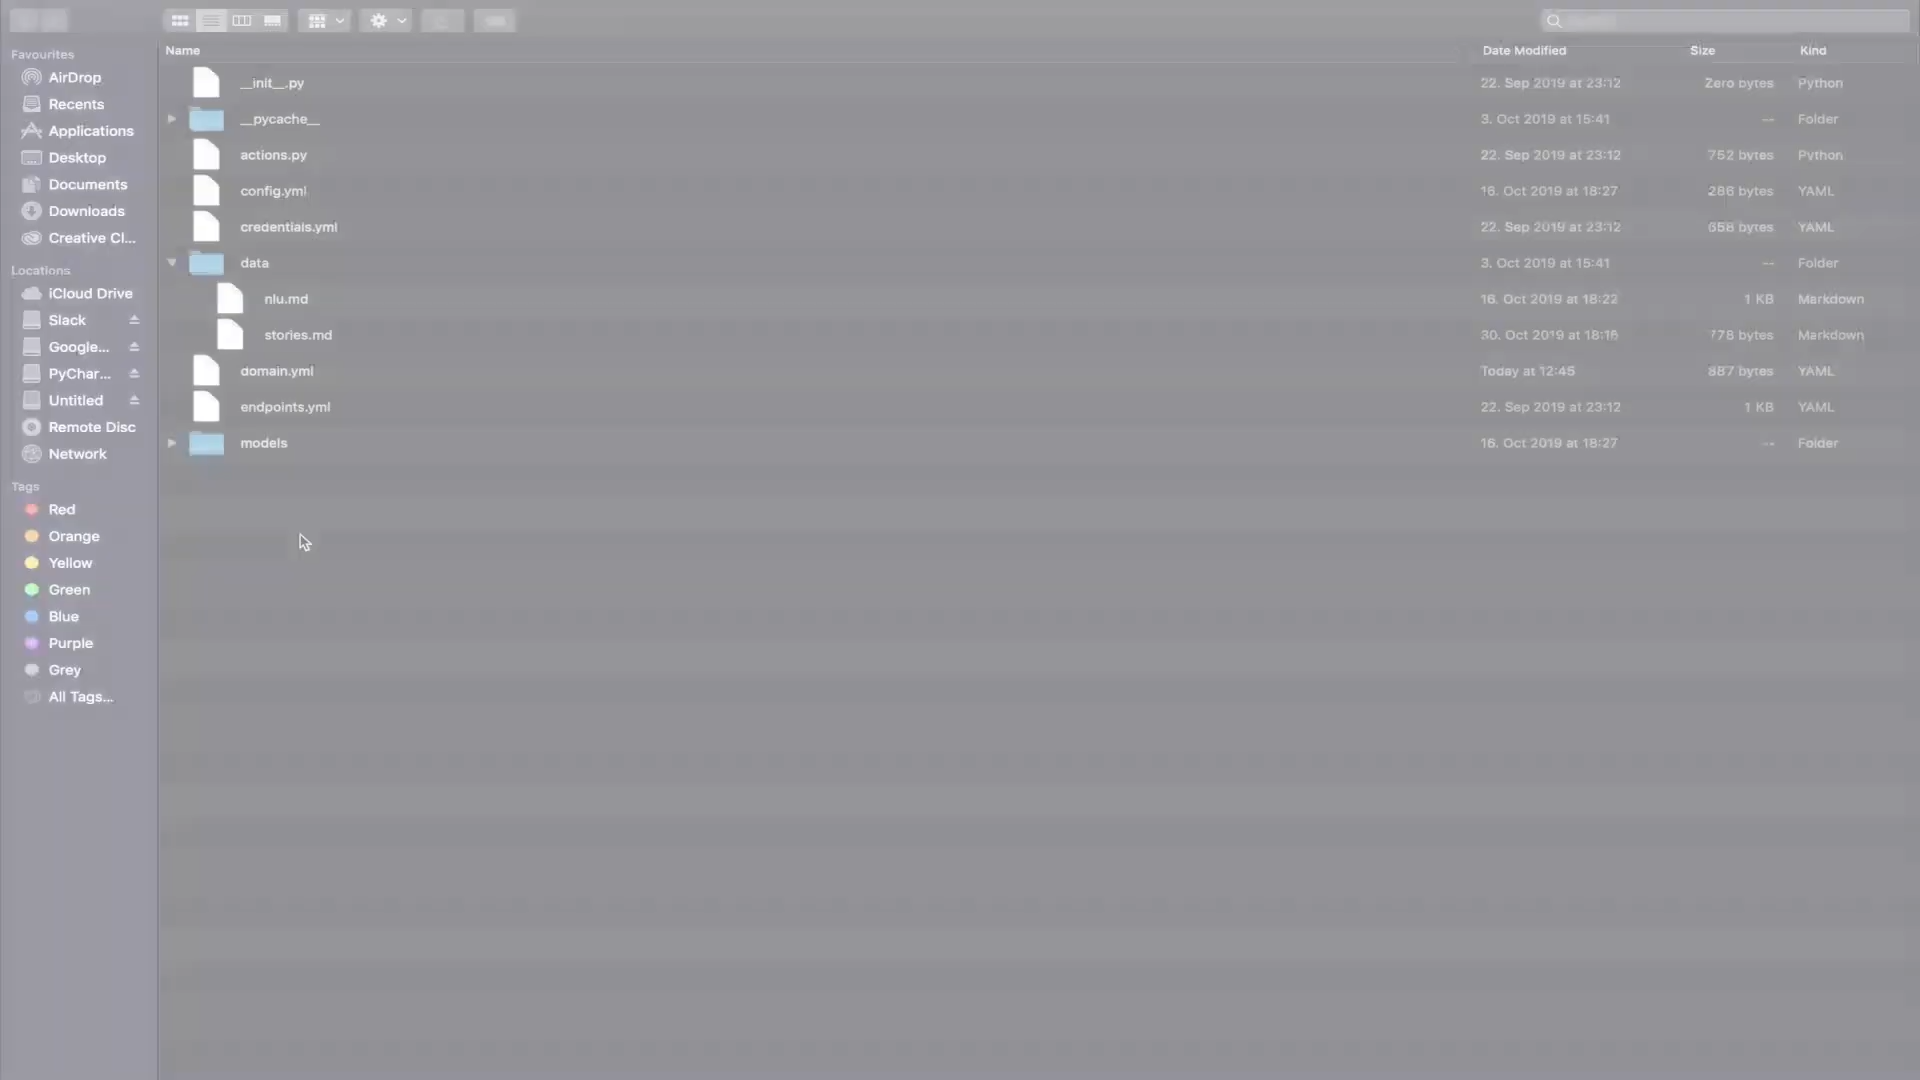 Name Date Modified Size Kind
Favourites
AirDrop
Recents
Applications
Desktop
Documents
Downloads
Creative Cl...
Locations
iCloud Drive
Slack
Google...
PyChar...
Untitled
Remote Disc
Network
Tags
Red
Orange
Yellow
Green
Blue
Purple
Grey
All Tags...
__init__.py 22. Sep 2019 at 23:12 Zero bytes Python
__pycache__ 3. Oct 2019 at 15:41 -- Folder
actions.py 22. Sep 2019 at 23:12 752 bytes Python
config.yml 16. Oct 2019 at 18:27 286 bytes YAML
credentials.yml 22. Sep 2019 at 23:12 658 bytes YAML
data 3. Oct 2019 at 15:41 -- Folder
nlu.md 16. Oct 2019 at 18:22 1 KB Markdown
stories.md 30. Oct 2019 at 18:16 778 bytes Markdown
domain.yml Today at 12:45 887 bytes YAML
endpoints.yml 22. Sep 2019 at 23:12 1 KB YAML
models 16. Oct 2019 at 18:27 -- Folder